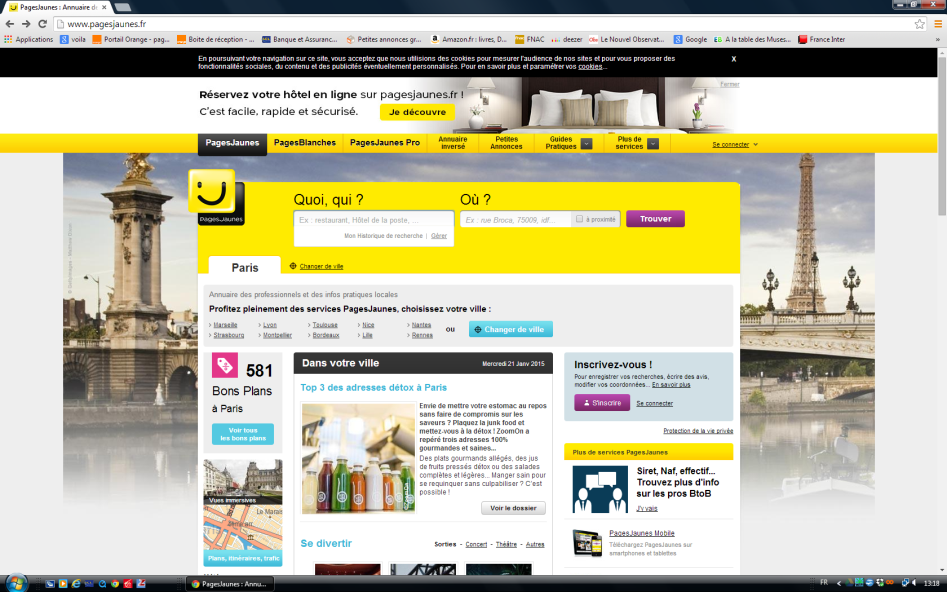 PagesJaunes : Annuaire de
www.pagesjaunes.fr
Applications voila Portail Orange - pag... Boite de réception - ... Banque et Assuranc... Petites annonces gr... Amazon.fr : livres, D... FNAC deezer Le Nouvel Observat... Google A la table des Muses... France Inter »
En poursuivant votre navigation sur ce site, vous acceptez que nous utilisions des cookies pour mesurer l'audience de nos sites et pour vous proposer des X
fonctionnalités sociales, du contenu et des publicités éventuellement personnalisés. Pour en savoir plus et paramétrer vos cookies...
Fermer
Réservez votre hôtel en ligne sur pagesjaunes.fr !
C'est facile, rapide et sécurisé. Je découvre
PagesJaunes PagesBlanches PagesJaunes Pro Annuaire inversé Petites Annonces Guides Pratiques Plus de services Se connecter
PagesJaunes
Quoi, qui ? Où ?
Ex : restaurant, Hôtel de la poste, ... Ex : rue Broca, 75009, idf... à proximité Trouver
Mon Historique de recherche | Gérer
Paris Changer de ville
Annuaire des professionnels et des infos pratiques locales
Profitez pleinement des services PagesJaunes, choisissez votre ville :
Marseille Lyon Toulouse Nice Nantes ou Changer de ville
Strasbourg Montpellier Bordeaux Lille Rennes
581
Bons Plans
à Paris
Voir tous
les bons plans
Vues immersives
Le Marai
Plans, itinéraires, trafic
Dans votre ville Mercredi 21 Janv 2015
Top 3 des adresses détox à Paris
Envie de mettre votre estomac au repos
sans faire de compromis sur les
saveurs ? Plaquez la junk food et
mettez-vous à la détox ! ZoomOn a
repéré trois adresses 100%
gourmandes et saines...
Des plats gourmands allégés, des jus
de fruits pressés détox ou des salades
complètes et légères... Manger sain pour
se requinquer sans culpabiliser ? C'est
possible !
Voir le dossier
Se divertir Sorties - Concert - Théâtre - Autres
Inscrivez-vous !
Pour enregistrer vos recherches, écrire des avis,
modifier vos coordonnées... En savoir plus
S'inscrire Se connecter
Protection de la vie privée
Plus de services PagesJaunes
Siret, Naf, effectif...
Trouvez plus d'info
sur les pros BtoB
J'y vais
PagesJaunes Mobile
Téléchargez PagesJaunes sur
smartphones et tablettes
PagesJaunes : Annu... FR 13:18